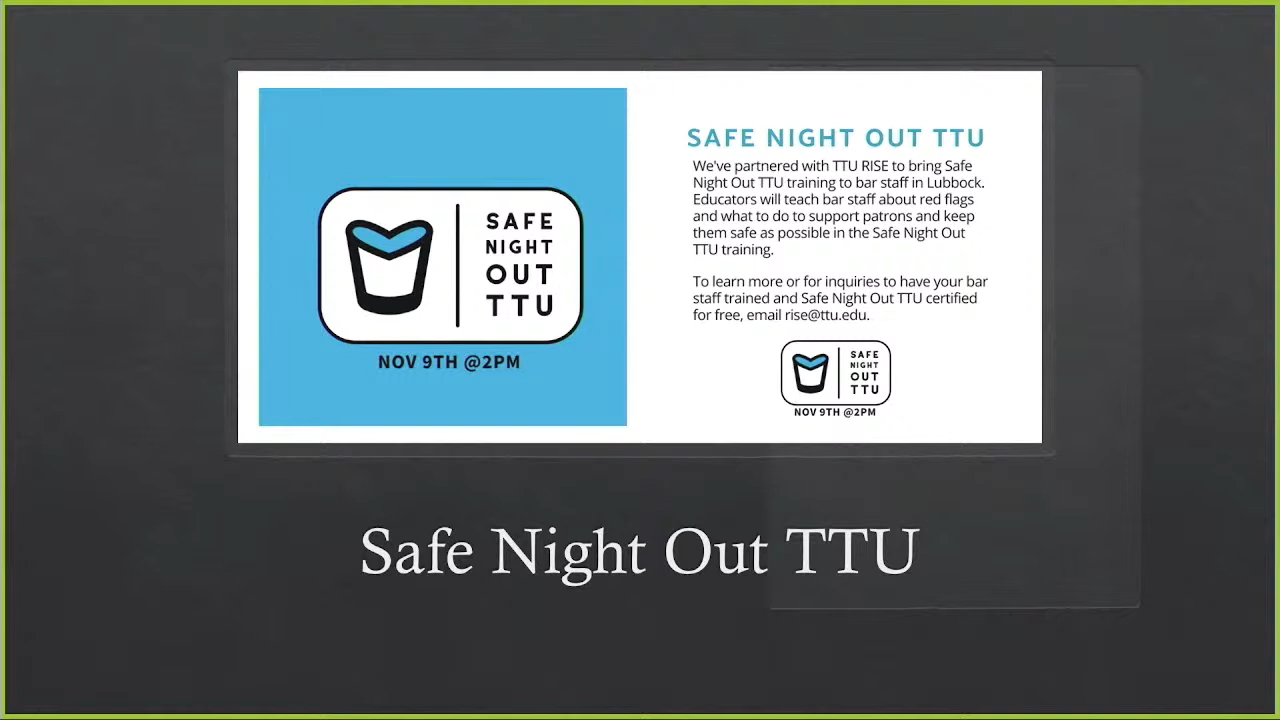 SAFE
NIGHT
OUT
TTU
NOV 9TH @2PM
SAFE NIGHT OUT TTU
We've partnered with TTU RISE to bring Safe
Night Out TTU training to bar staff in Lubbock.
Educators will teach bar staff about red flags
and what to do to support patrons and keep
them safe as possible in the Safe Night Out
TTU training.
To learn more or for inquiries to have your bar
staff trained and Safe Night Out TTU certified
for free, email rise@ttu.edu.
SAFE
NIGHT
OUT
TTU
NOV 9TH @2PM
Safe Night Out TTU